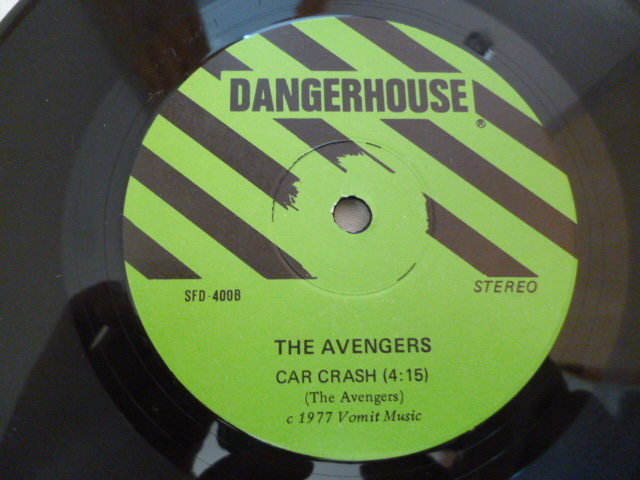 DANGERHOUSE
®
SFD-400B
STEREO
THE AVENGERS
CAR CRASH (4:15)
(The Avengers)
c 1977 Vomit Music